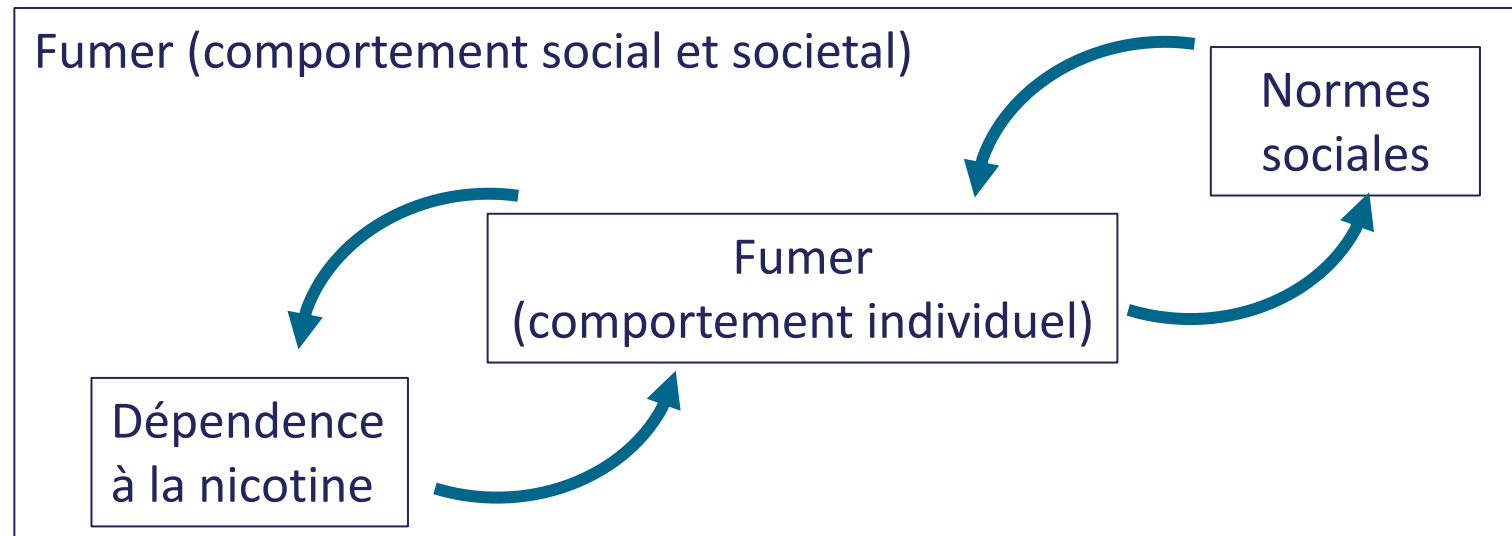 Fumer (comportement social et societal)
Normes
sociales
Fumer
(comportement individuel)
Dépendence
à la nicotine